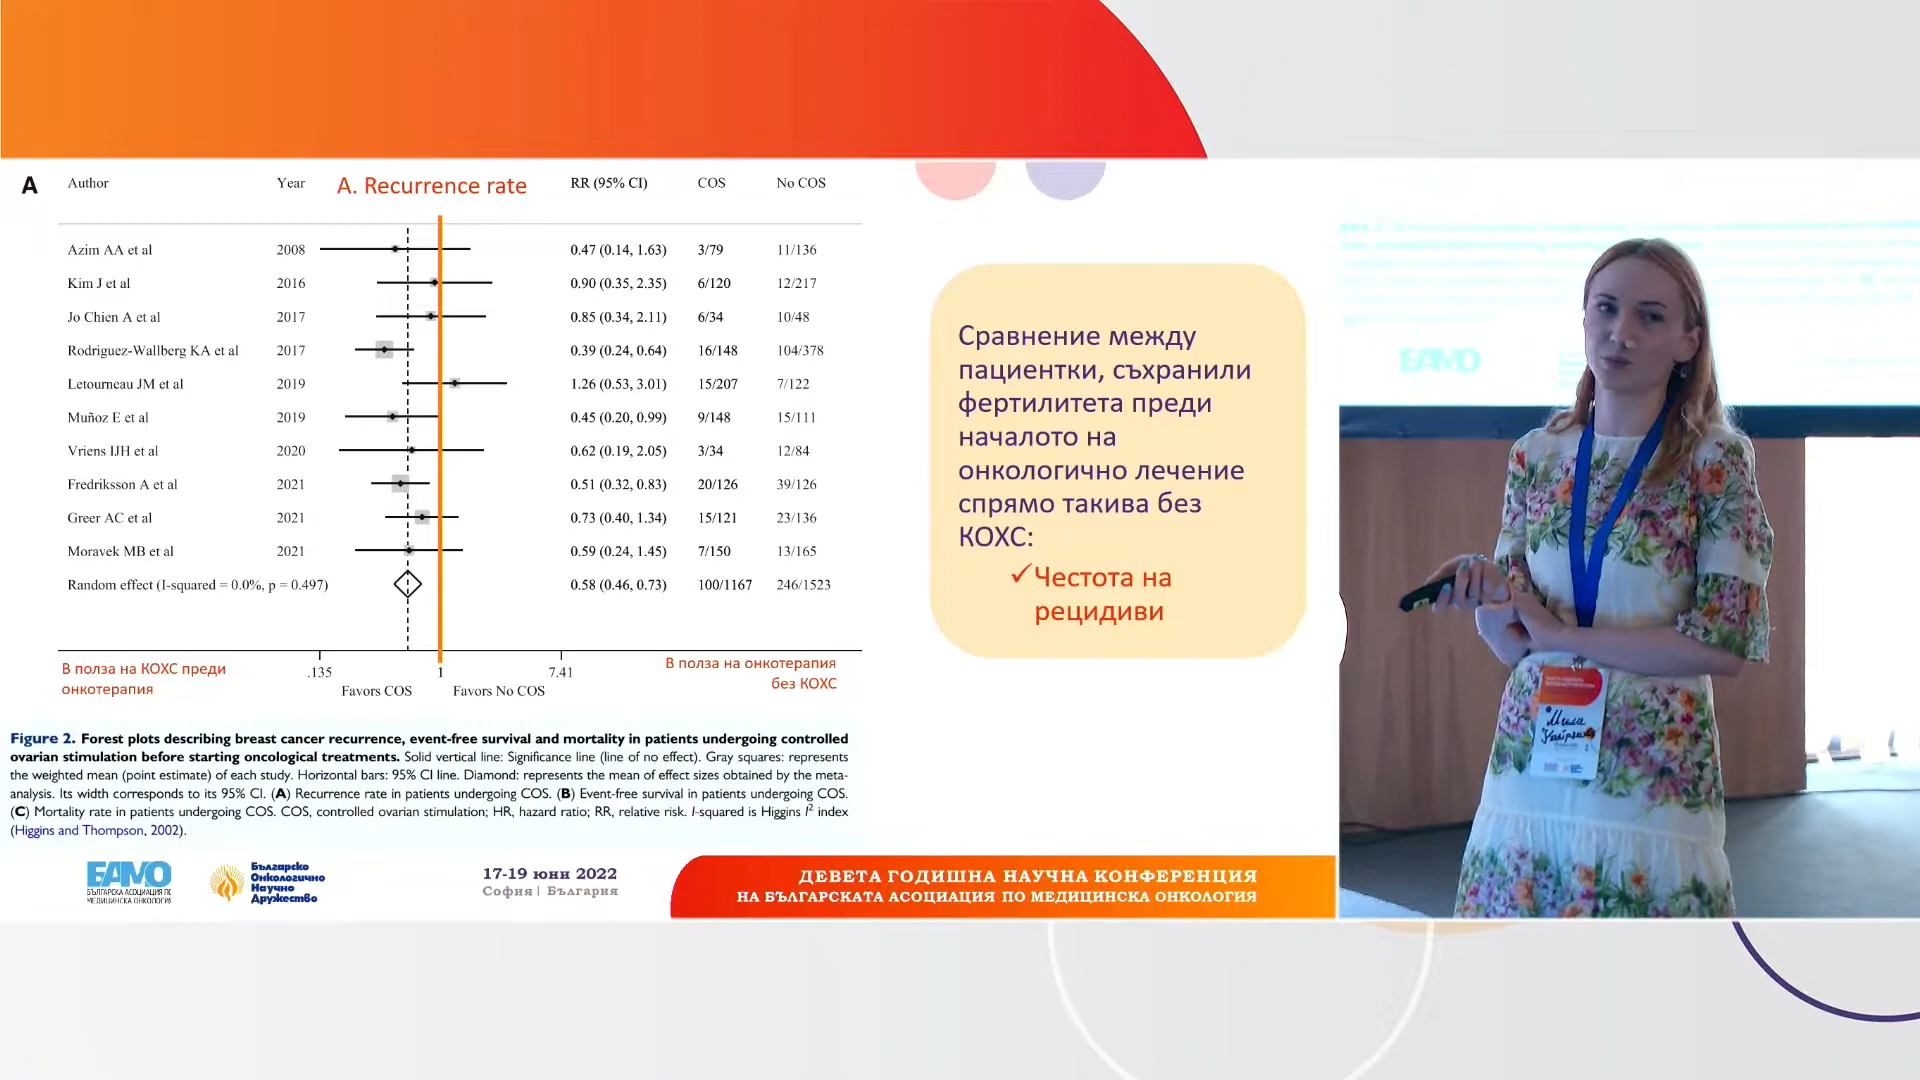 A
Author Year A. Recurrence rate RR (95% CI) COS No COS
Azim AA et al 2008 0.47 (0.14, 1.63) 3/79 11/136
Kim J et al 2016 0.90 (0.35, 2.35) 6/120 12/217
Jo Chien A et al 2017 0.85 (0.34, 2.11) 6/34 10/48
Rodriguez-Wallberg KA et al 2017 0.39 (0.24, 0.64) 16/148 104/378
Letourneau JM et al 2019 1.26 (0.53, 3.01) 15/207 7/122
Muñoz E et al 2019 0.45 (0.20, 0.99) 9/148 15/111
Vriens IJH et al 2020 0.62 (0.19, 2.05) 3/34 12/84
Fredriksson A et al 2021 0.51 (0.32, 0.83) 20/126 39/126
Greer AC et al 2021 0.73 (0.40, 1.34) 15/121 23/136
Moravek MB et al 2021 0.59 (0.24, 1.45) 7/150 13/165
Random effect (I-squared = 0.0%, p = 0.497) 0.58 (0.46, 0.73) 100/1167 246/1523
В полза на КОХС преди
онкотерапия
.135 1 7.41
Favors COS Favors No COS
В полза на онкотерапия
без КОХС
Figure 2. Forest plots describing breast cancer recurrence, event-free survival and mortality in patients undergoing controlled
ovarian stimulation before starting oncological treatments. Solid vertical line: Significance line (line of no effect). Gray squares: represents
the weighted mean (point estimate) of each study. Horizontal bars: 95% CI line. Diamond: represents the mean of effect sizes obtained by the meta-
analysis. Its width corresponds to its 95% CI. (A) Recurrence rate in patients undergoing COS. (B) Event-free survival in patients undergoing COS.
(C) Mortality rate in patients undergoing COS. COS, controlled ovarian stimulation; HR, hazard ratio; RR, relative risk. I-squared is Higgins I² index
(Higgins and Thompson, 2002).
Сравнение между
пациентки, съхранили
фертилитета преди
началото на
онкологично лечение
спрямо такива без
КОХС:
✓Честота на
рецидиви
БАМО
БЪЛГАРСКА АСОЦИАЦИЯ ПО
МЕДИЦИНСКА ОНКОЛОГИЯ
Българско
Онкологично
Научно
Дружество
17-19 юни 2022
София | България
ДЕВЕТА ГОДИШНА НАУЧНА КОНФЕРЕНЦИЯ
НА БЪЛГАРСКАТА АСОЦИАЦИЯ ПО МЕДИЦИНСКА ОНКОЛОГИЯ
БАМО
Мила